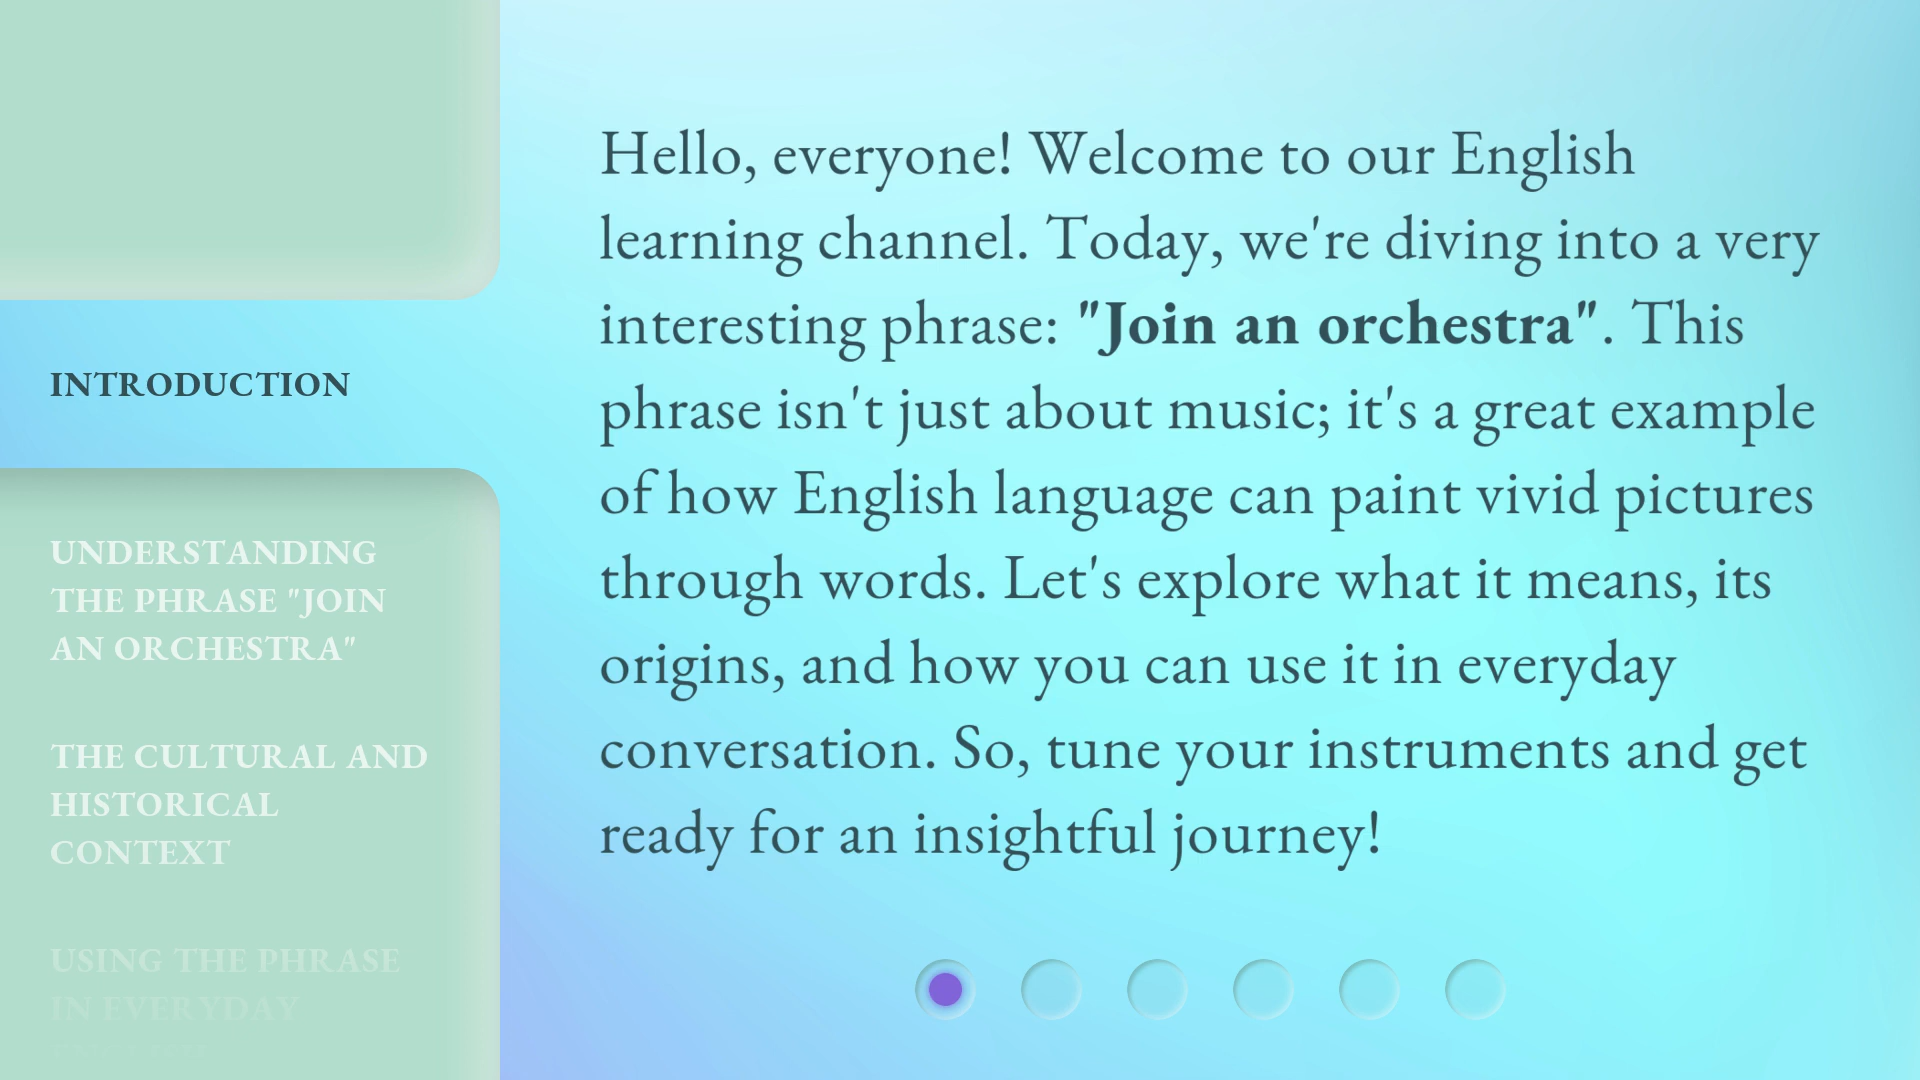 INTRODUCTION
UNDERSTANDING
THE PHRASE "JOIN
AN ORCHESTRA"
THE CULTURAL AND
HISTORICAL
CONTEXT
USING THE PHRASE
IN EVERYDAY
ENGLISH
Hello, everyone! Welcome to our English
learning channel. Today, we're diving into a very
interesting phrase: "Join an orchestra". This
phrase isn't just about music; it's a great example
of how English language can paint vivid pictures
through words. Let's explore what it means, its
origins, and how you can use it in everyday
conversation. So, tune your instruments and get
ready for an insightful journey!